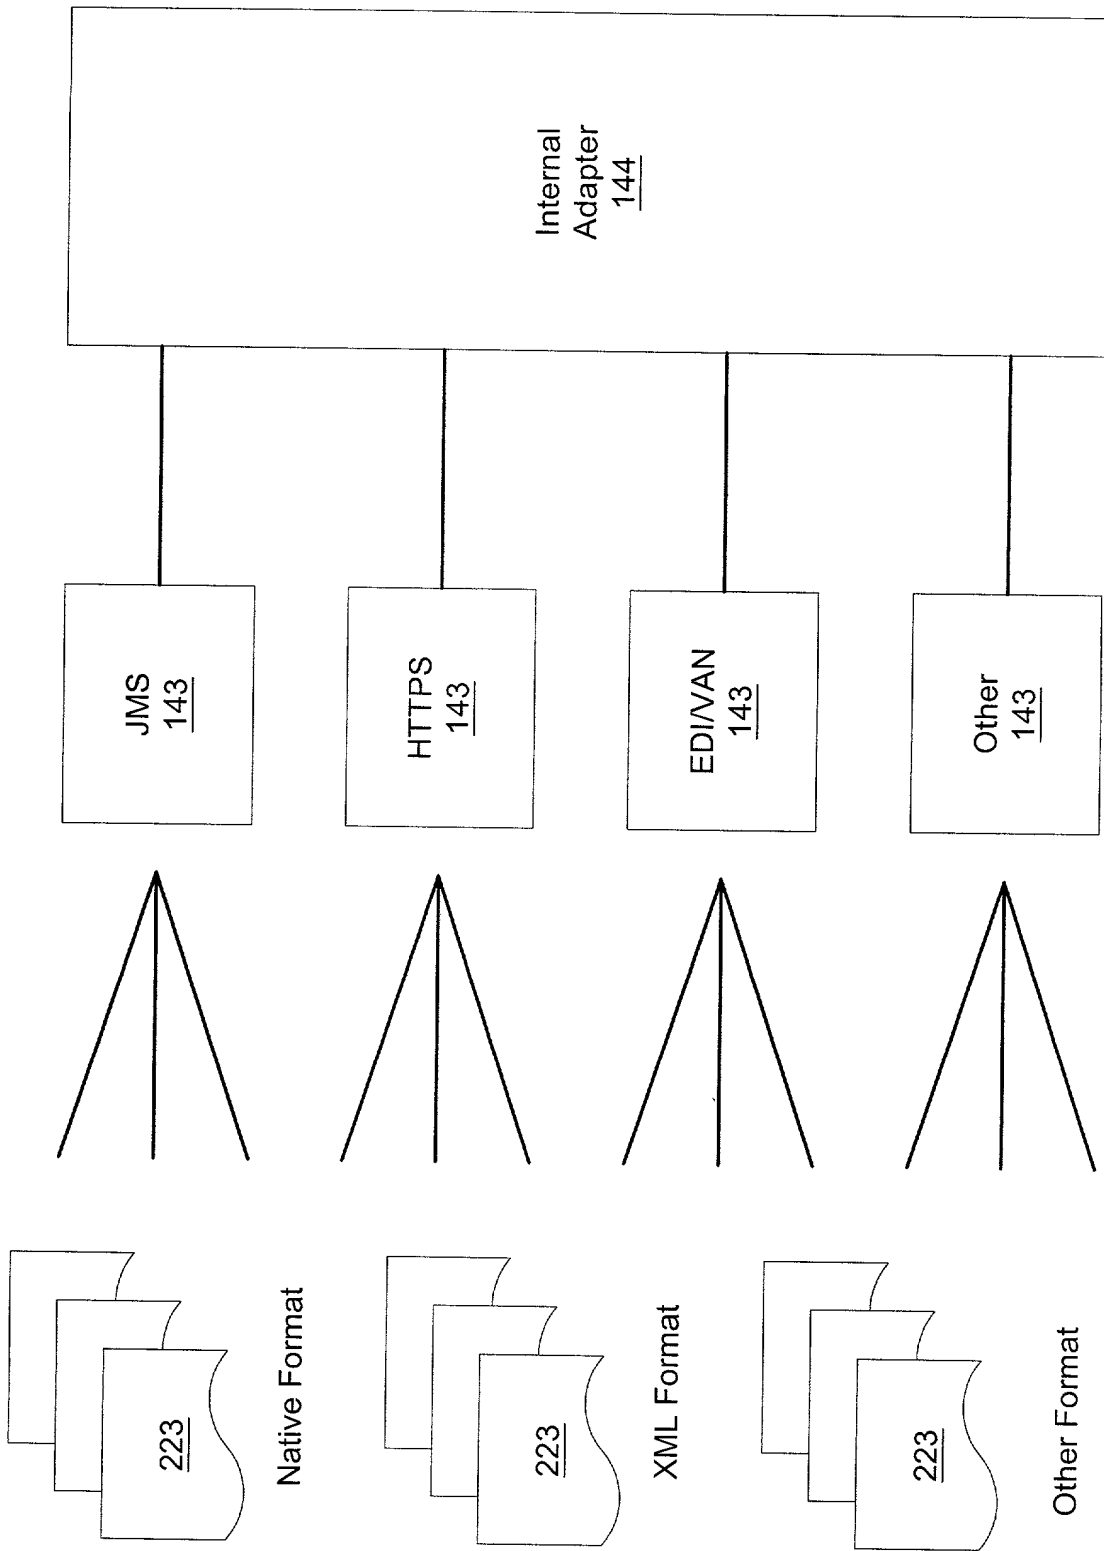 223
Native Format
223
XML Format
223
Other Format
JMS
143
HTTPS
143
EDI/VAN
143
Other
143
Internal
Adapter
144